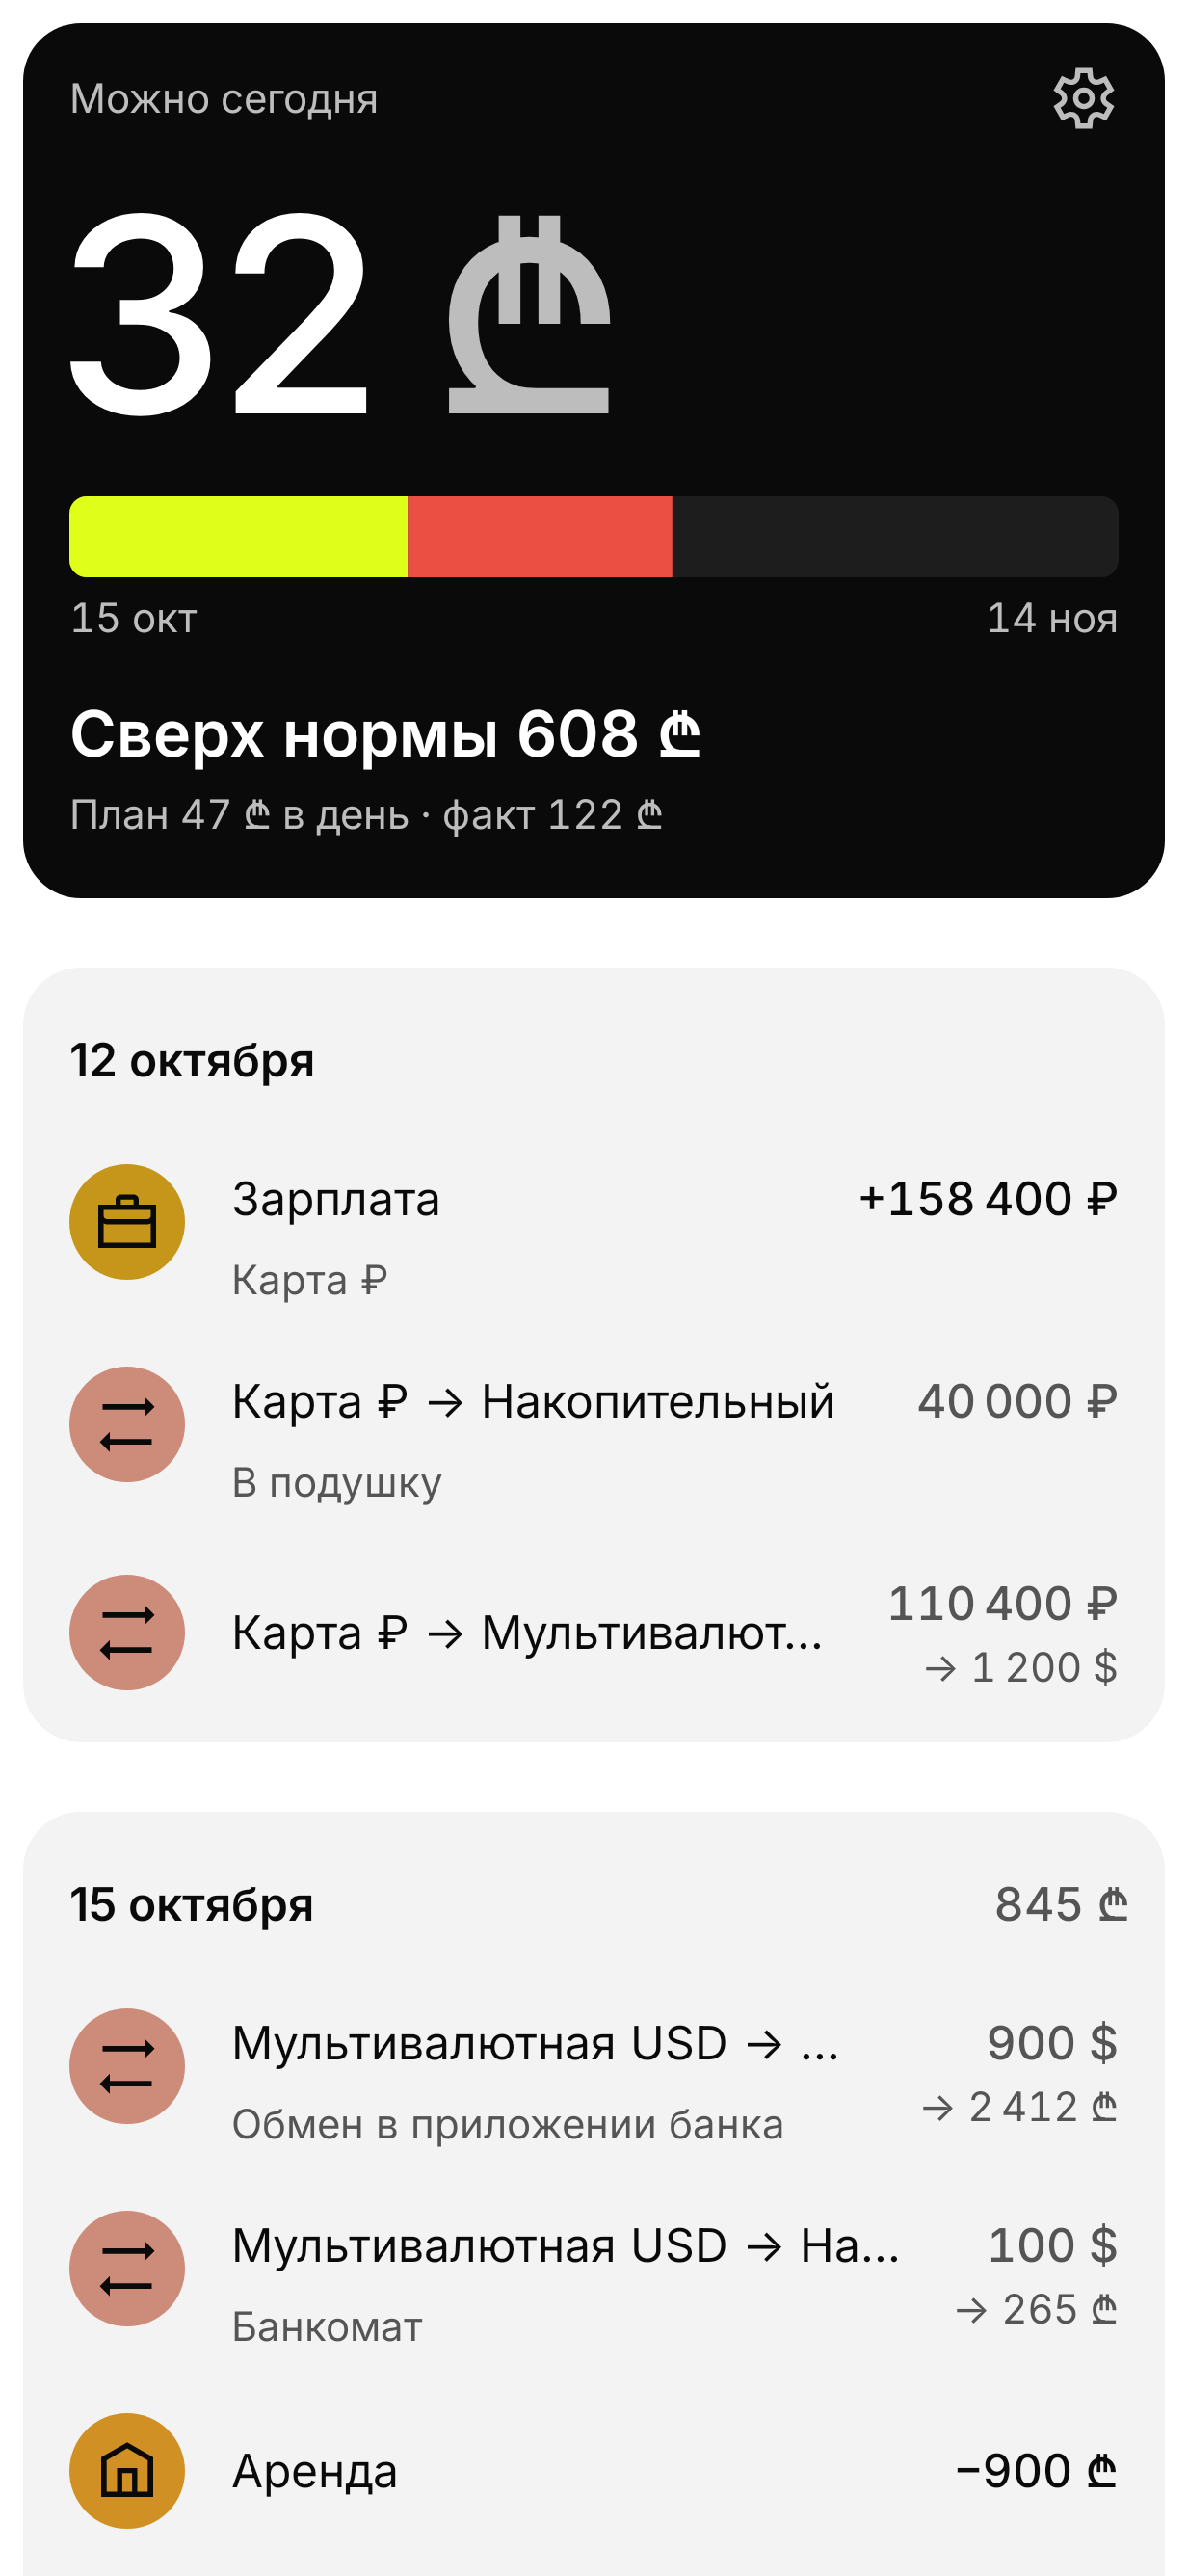 Можно сегодня
32 ₾
15 окт 14 ноя
Сверх нормы 608 ₾
План 47 ₾ в день · факт 122 ₾
12 октября
Зарплата +158 400 ₽
Карта ₽
Карта ₽ → Накопительный 40 000 ₽
В подушку
Карта ₽ → Мультивалют... 110 400 ₽
→ 1 200 $
15 октября 845 ₾
Мультивалютная USD → ... 900 $
→ 2 412 ₾
Обмен в приложении банка
Мультивалютная USD → На... 100 $
→ 265 ₾
Банкомат
Аренда −900 ₾